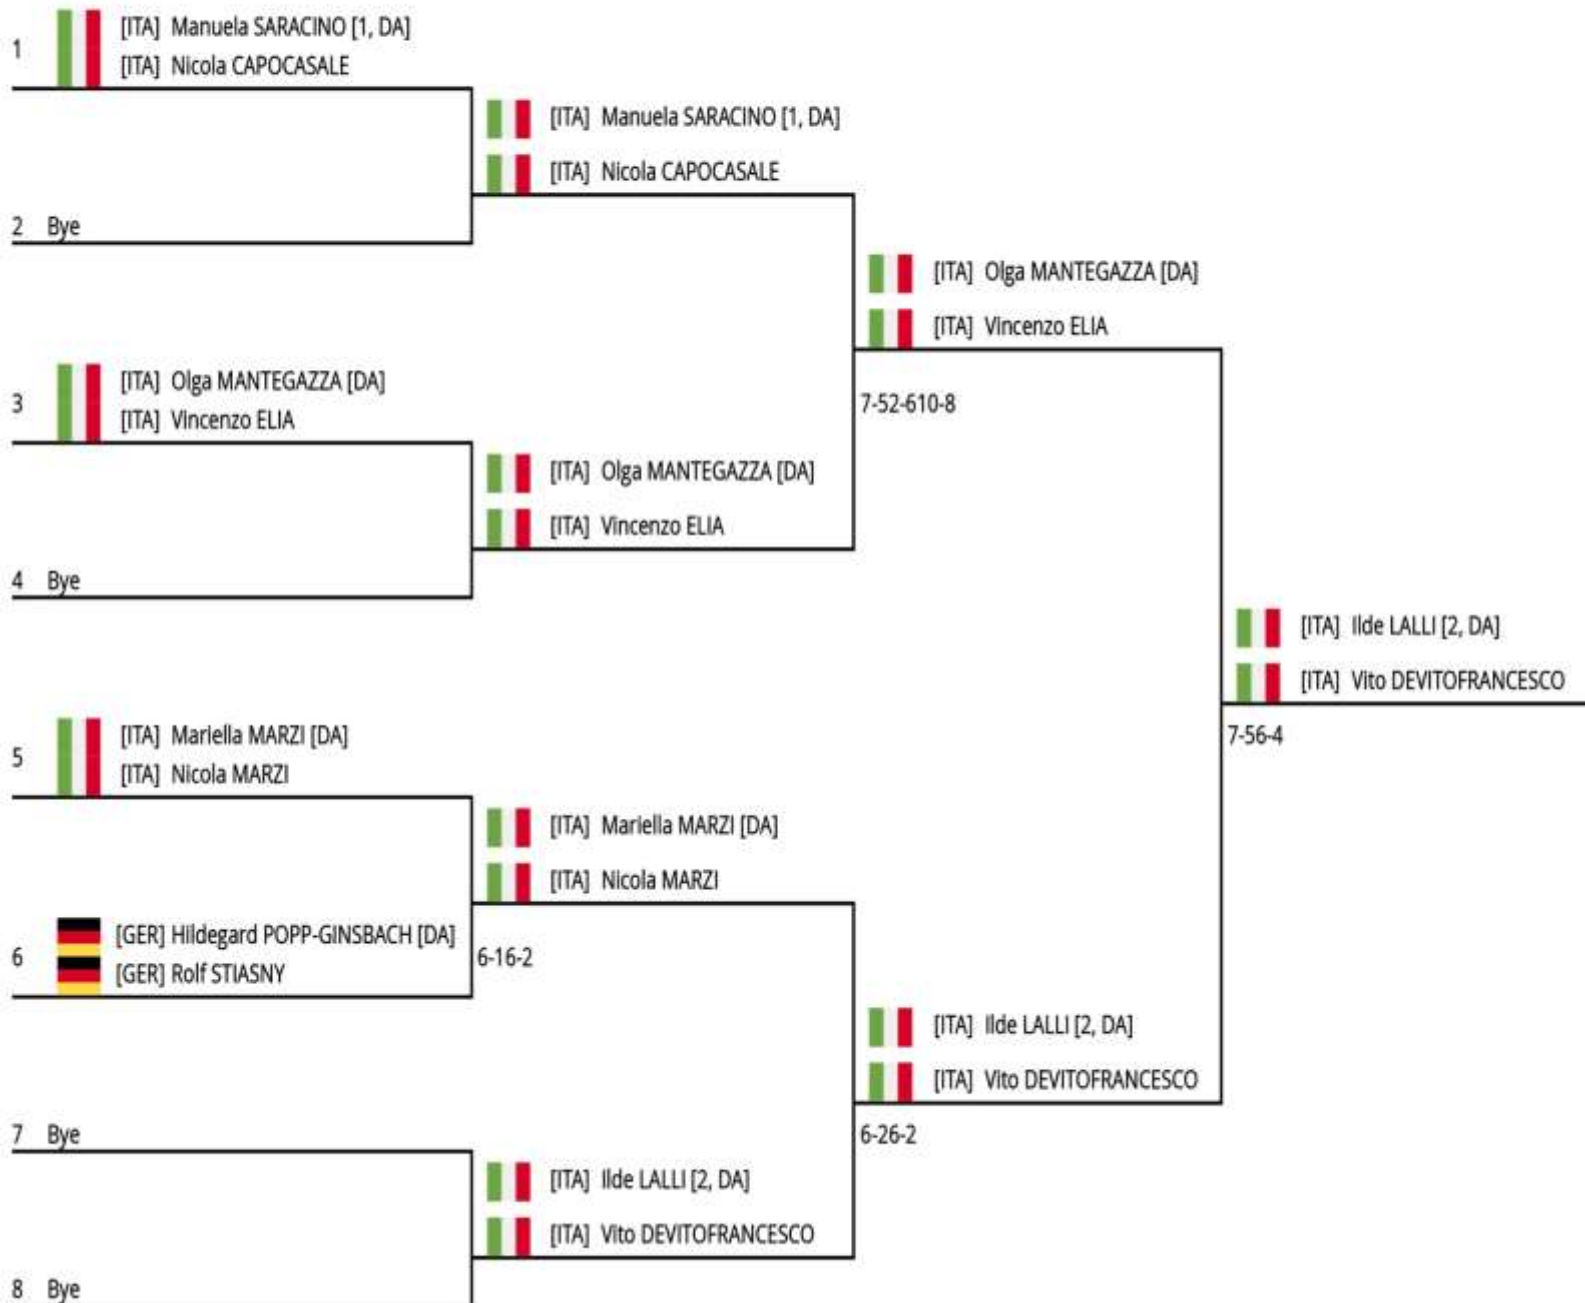 1
[ITA] Manuela SARACINO [1, DA]
[ITA] Nicola CAPOCASALE
[ITA] Manuela SARACINO [1, DA]
[ITA] Nicola CAPOCASALE
2 Bye
[ITA] Olga MANTEGAZZA [DA]
[ITA] Vincenzo ELIA
7-52-610-8
3
[ITA] Olga MANTEGAZZA [DA]
[ITA] Vincenzo ELIA
[ITA] Olga MANTEGAZZA [DA]
[ITA] Vincenzo ELIA
4 Bye
[ITA] Ilde LALLI [2, DA]
[ITA] Vito DEVITOFRANCESCO
7-56-4
5
[ITA] Mariella MARZI [DA]
[ITA] Nicola MARZI
[ITA] Mariella MARZI [DA]
[ITA] Nicola MARZI
6
[GER] Hildegard POPP-GINSBACH [DA]
[GER] Rolf STIASNY
6-16-2
[ITA] Ilde LALLI [2, DA]
[ITA] Vito DEVITOFRANCESCO
6-26-2
7 Bye
[ITA] Ilde LALLI [2, DA]
[ITA] Vito DEVITOFRANCESCO
8 Bye